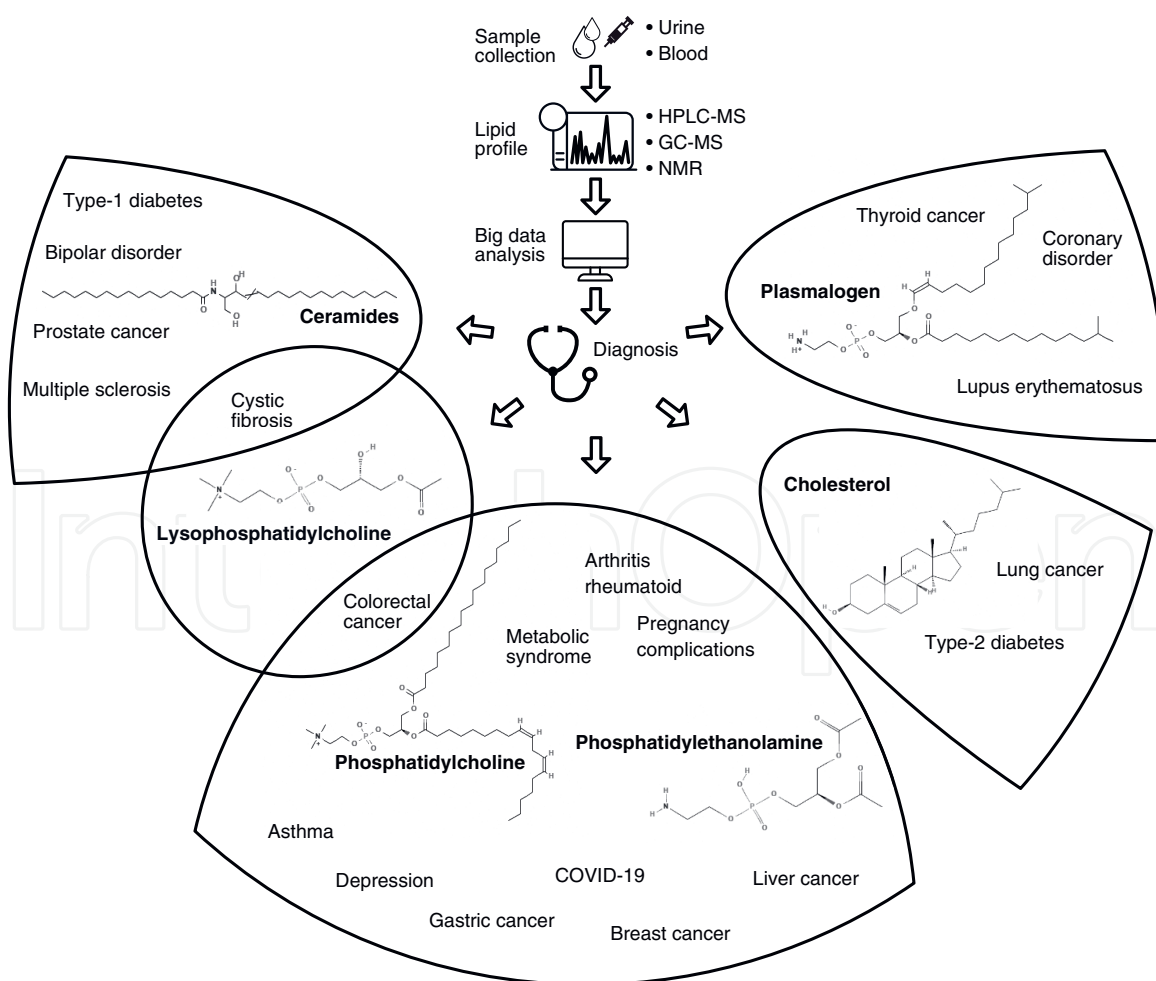 Sample
collection
• Urine
• Blood
Lipid
profile
• HPLC-MS
• GC-MS
• NMR
Big data
analysis
Diagnosis
Type-1 diabetes
Bipolar disorder
Ceramides
Prostate cancer
Multiple sclerosis
Cystic
fibrosis
Lysophosphatidylcholine
Colorectal
cancer
Thyroid cancer
Coronary
disorder
Plasmalogen
Lupus erythematosus
Cholesterol
Lung cancer
Type-2 diabetes
Arthritis
rheumatoid
Metabolic
syndrome
Pregnancy
complications
Phosphatidylcholine
Phosphatidylethanolamine
Asthma
Depression
COVID-19
Liver cancer
Gastric cancer
Breast cancer
IntechOpen